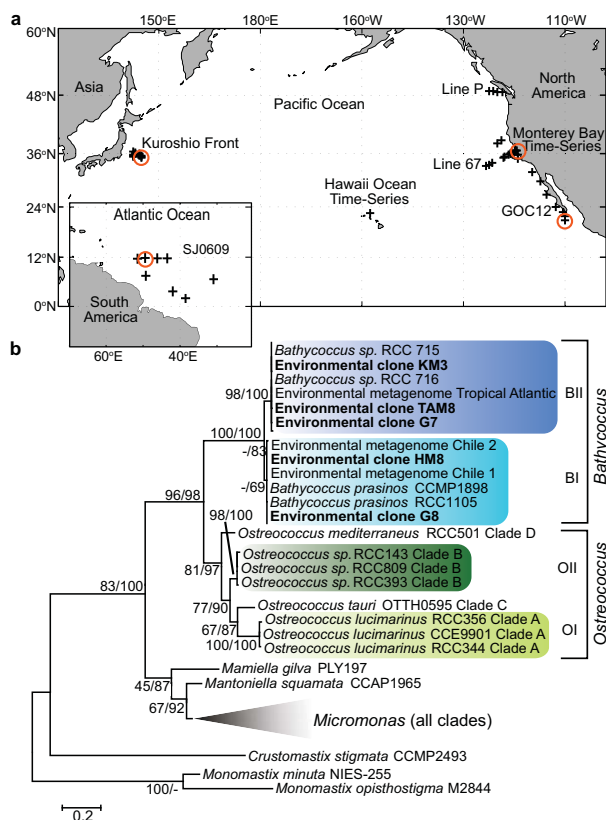 a
60°N
48°N
36°N
24°N
12°N
0°N
150°E
180°E
160°W
130°W
110°W
Asia
Pacific Ocean
North
America
Line P
Kuroshio Front
Monterey Bay
Time-Series
Line 67
Hawaii Ocean
Time-Series
GOC12
Atlantic Ocean
SJ0609
South
America
60°E
40°E
b
Bathycoccus sp. RCC 715
Environmental clone KM3
Bathycoccus sp. RCC 716
Environmental metagenome Tropical Atlantic
Environmental clone TAM8
Environmental clone G7
BII
98/100
100/100
-/83
-/69
Environmental metagenome Chile 2
Environmental clone HM8
Environmental metagenome Chile 1
Bathycoccus prasinos CCMP1898
Bathycoccus prasinos RCC1105
Environmental clone G8
BI
Bathycoccus
96/98
98/100
Ostreococcus mediterraneus RCC501 Clade D
Ostreococcus sp. RCC143 Clade B
Ostreococcus sp. RCC809 Clade B
Ostreococcus sp. RCC393 Clade B
OII
81/97
83/100
77/90
Ostreococcus tauri OTTH0595 Clade C
67/87
Ostreococcus lucimarinus RCC356 Clade A
Ostreococcus lucimarinus CCE9901 Clade A
Ostreococcus lucimarinus RCC344 Clade A
100/100
OI
Ostreococcus
Mamiella gilva PLY197
45/87
Mantoniella squamata CCAP1965
67/92
Micromonas (all clades)
Crustomastix stigmata CCMP2493
Monomastix minuta NIES-255
100/-
Monomastix opisthostigma M2844
0.2